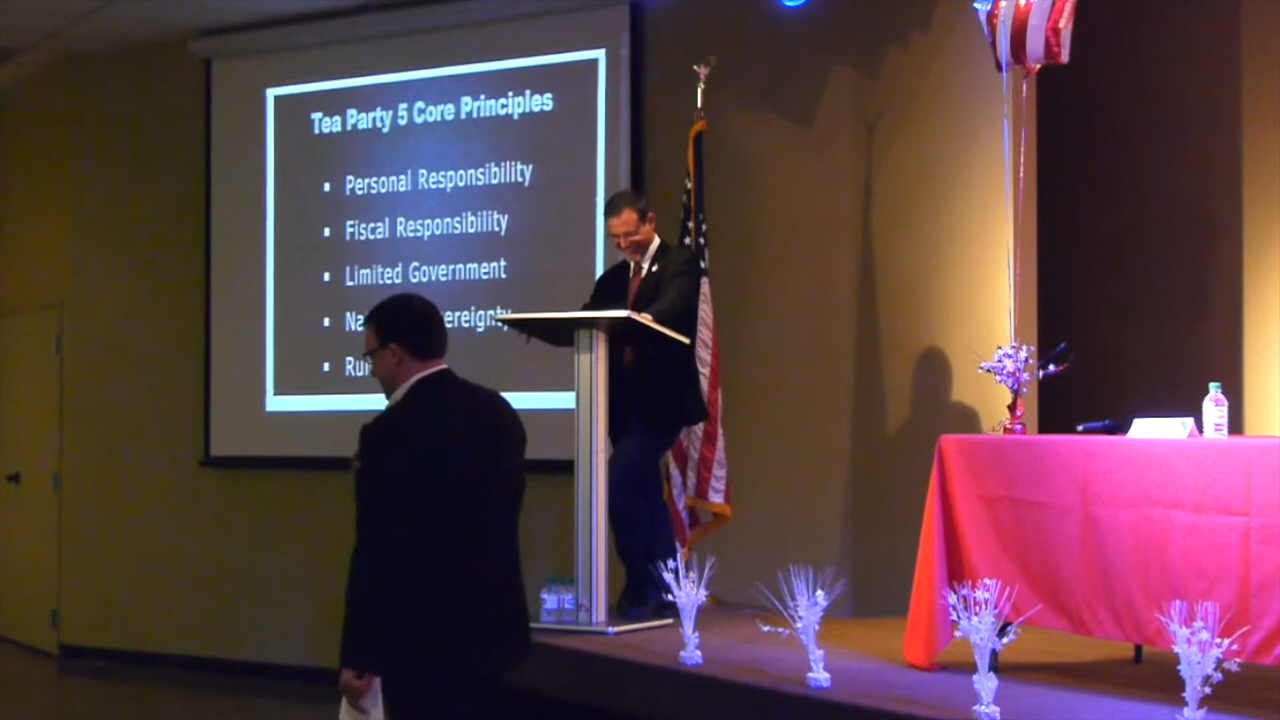 Tea Party 5 Core Principles
Personal Responsibility
Fiscal Responsibility
Limited Government